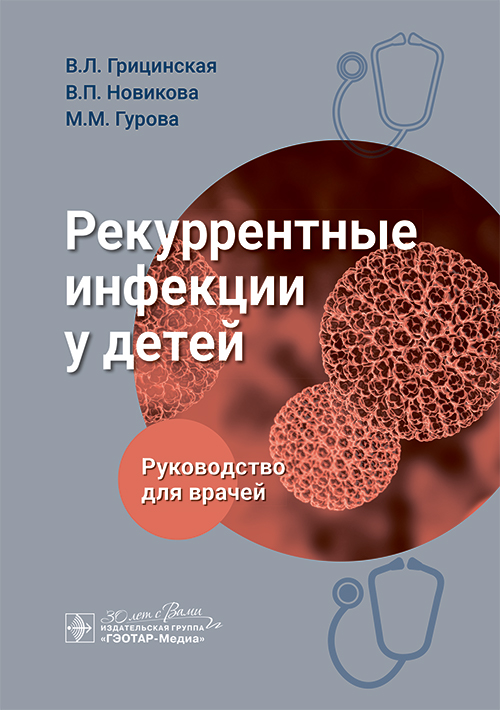 В.Л. Грицинская
В.П. Новикова
М.М. Гурова
Рекуррентные
инфекции
у детей
Руководство
для врачей
30 лет с Вами
ИЗДАТЕЛЬСКАЯ ГРУППА
«ГЭОТАР-Медиа»